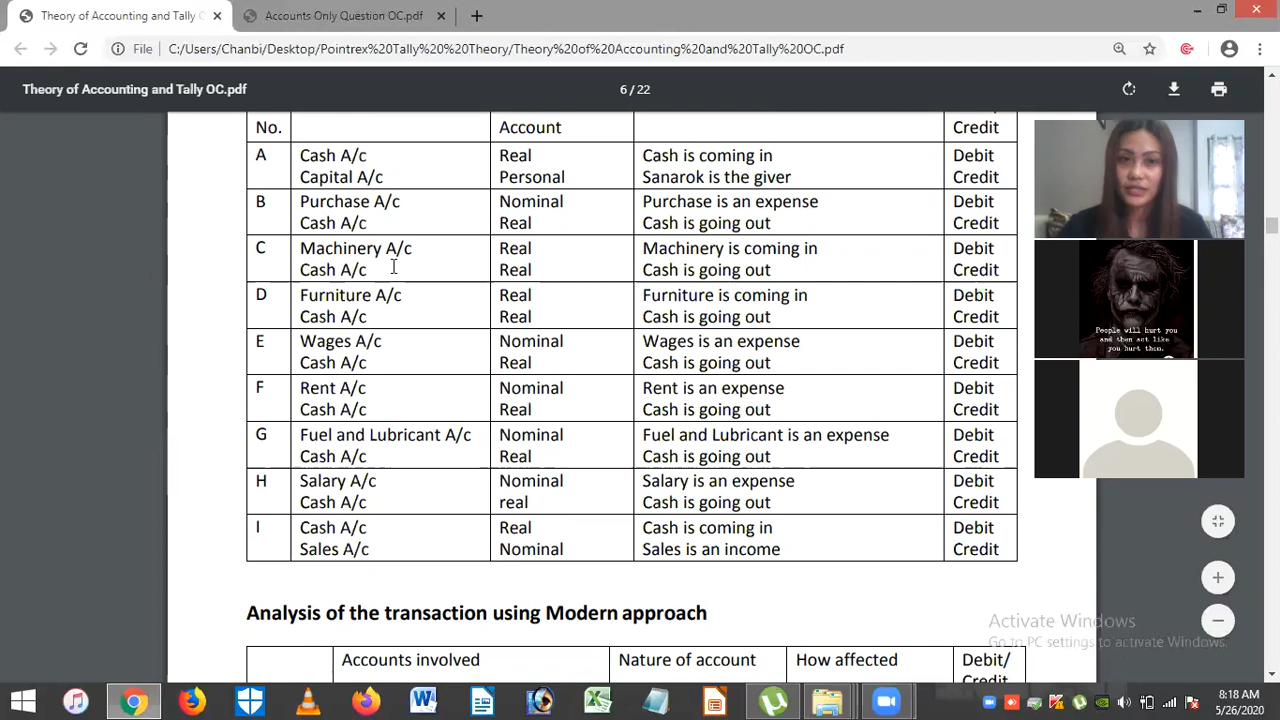 Theory of Accounting and Tally O
Accounts Only Question OC.pdf
File C:/Users/Chanbi/Desktop/Pointrex%20Tally%20%20Theory/Theory%20of%20Accounting%20and%20Tally%20OC.pdf
Theory of Accounting and Tally OC.pdf
6 / 22
No. Account Credit
A Cash A/c Real Cash is coming in Debit
Capital A/c Personal Sanarok is the giver Credit
B Purchase A/c Nominal Purchase is an expense Debit
Cash A/c Real Cash is going out Credit
C Machinery A/c Real Machinery is coming in Debit
Cash A/c Real Cash is going out Credit
D Furniture A/c Real Furniture is coming in Debit
Cash A/c Real Cash is going out Credit
E Wages A/c Nominal Wages is an expense Debit
Cash A/c Real Cash is going out Credit
F Rent A/c Nominal Rent is an expense Debit
Cash A/c Real Cash is going out Credit
G Fuel and Lubricant A/c Nominal Fuel and Lubricant is an expense Debit
Cash A/c Real Cash is going out Credit
H Salary A/c Nominal Salary is an expense Debit
Cash A/c real Cash is going out Credit
I Cash A/c Real Cash is coming in Debit
Sales A/c Nominal Sales is an income Credit
Analysis of the transaction using Modern approach
Accounts involved Nature of account How affected Debit/
Credit
People will hurt you
and then act like
you hurt them.
Activate Windows
Go to PC settings to activate Windows.
8:18 AM
5/26/2020